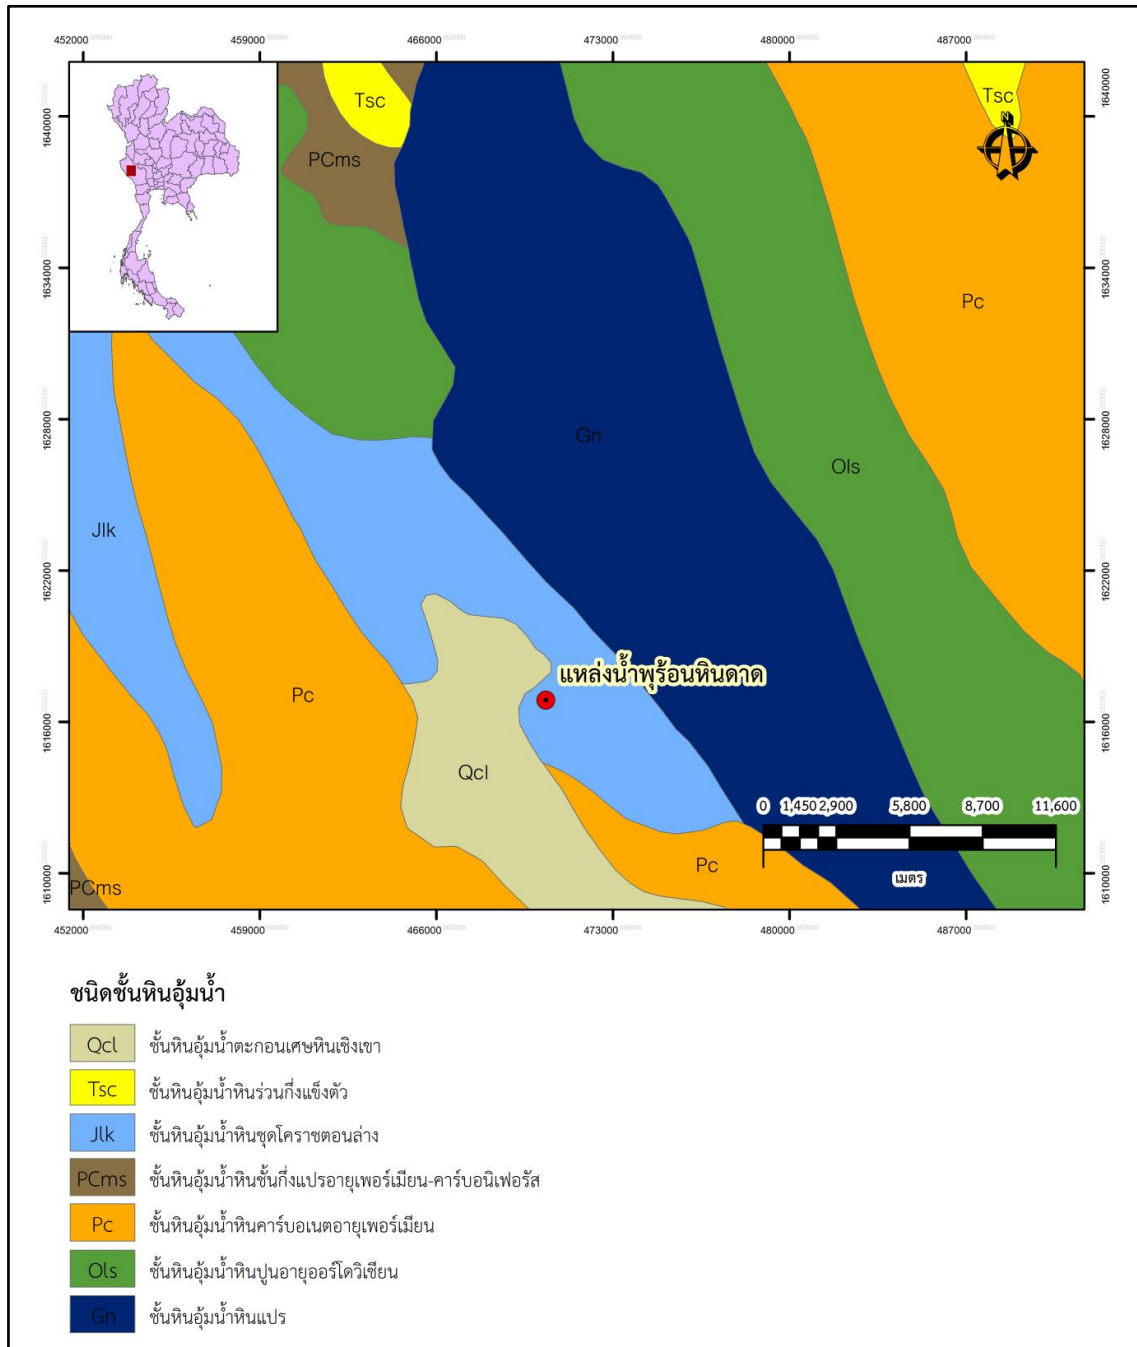 452000 459000 466000 473000 480000 487000
1640000 1640000
Tsc
Tsc
N
PCms
1634000 1634000
Pc
1628000 1628000
Gn
Ols
Jlk
1622000 1622000
แหล่งน้ำพุร้อนหินดาด
Pc
1616000 1616000
Qcl
0 1,450 2,900 5,800 8,700 11,600
เมตร
Pc
PCms
1610000 1610000
452000 459000 466000 473000 480000 487000
ชนิดชั้นหินอุ้มน้ำ
Qcl ชั้นหินอุ้มน้ำตะกอนเศษหินเชิงเขา
Tsc ชั้นหินอุ้มน้ำหินร่วนกึ่งแข็งตัว
Jlk ชั้นหินอุ้มน้ำหินชุดโคราชตอนล่าง
PCms ชั้นหินอุ้มน้ำหินชั้นกึ่งแปรอายุเพอร์เมียน-คาร์บอนิเฟอรัส
Pc ชั้นหินอุ้มน้ำหินคาร์บอเนตอายุเพอร์เมียน
Ols ชั้นหินอุ้มน้ำหินปูนอายุออร์โดวิเชียน
Gn ชั้นหินอุ้มน้ำหินแปร